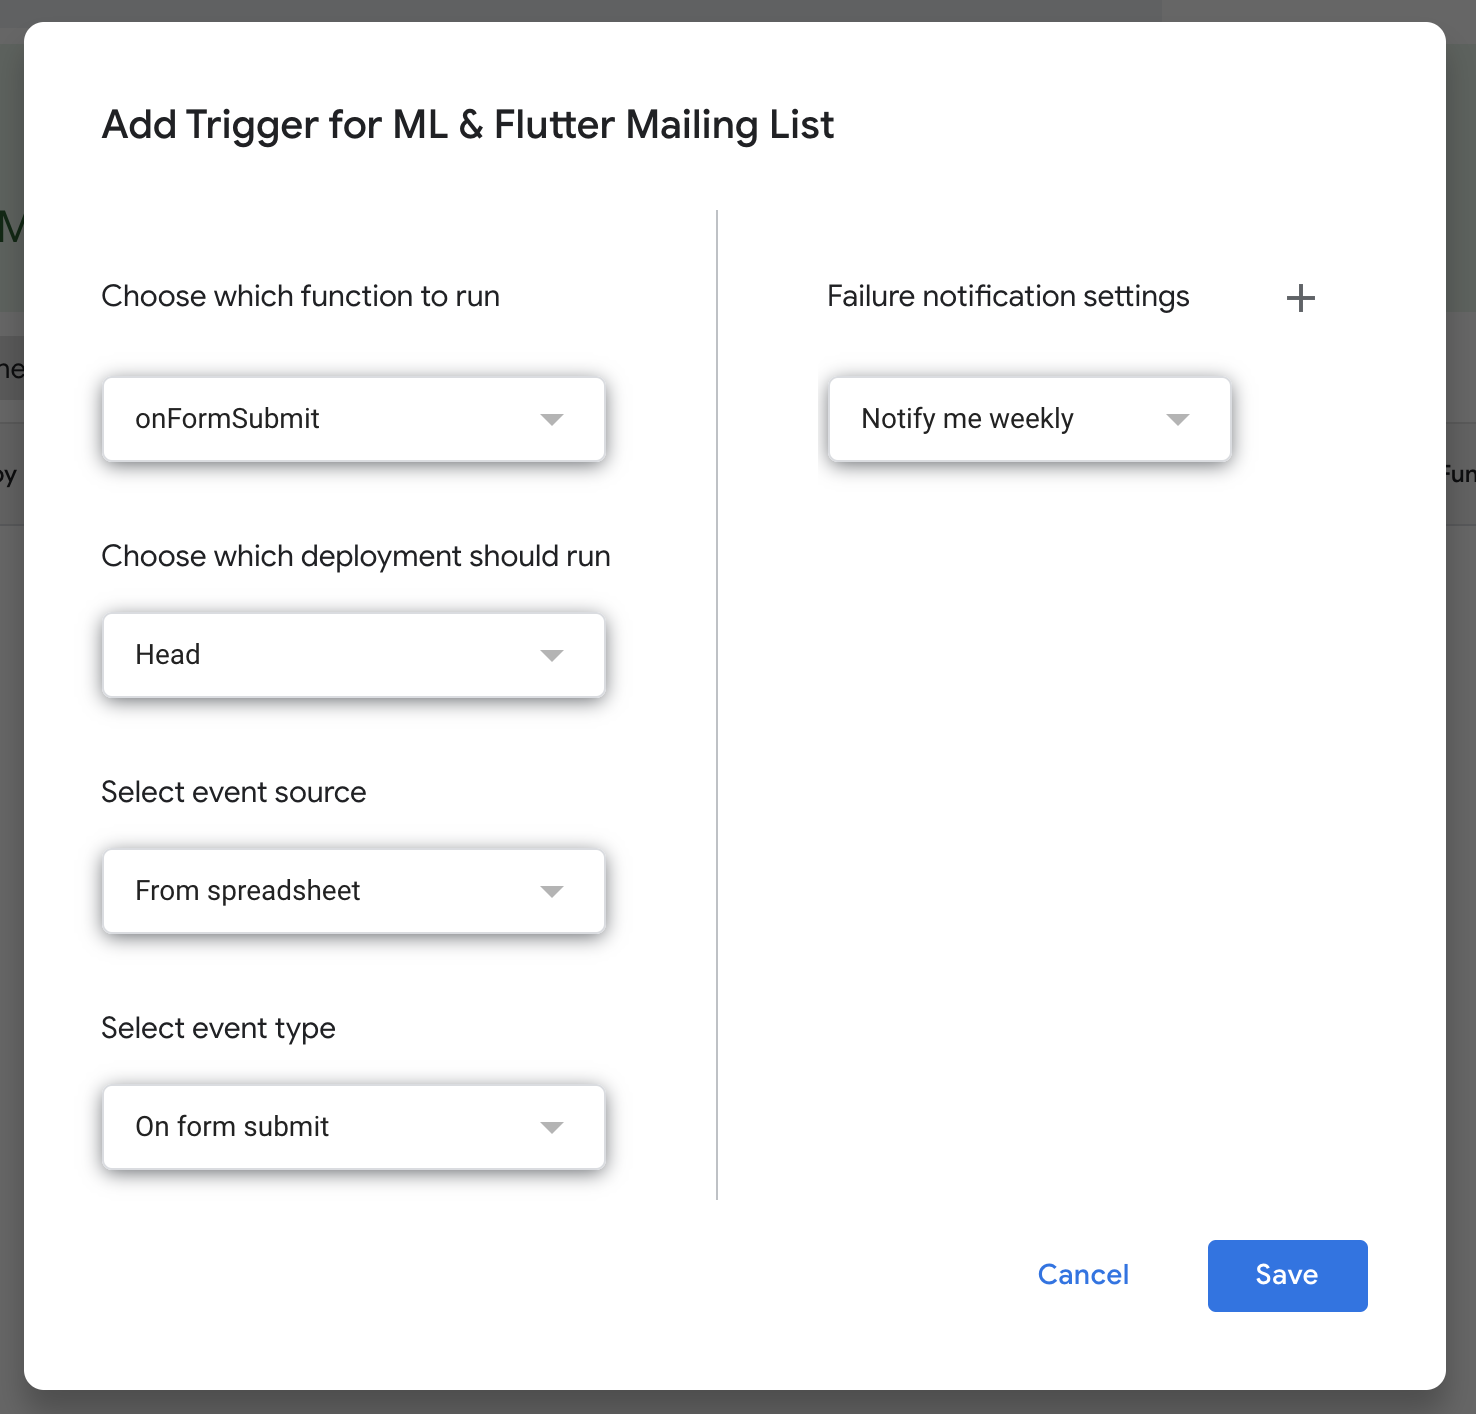 Add Trigger for ML & Flutter Mailing List
Choose which function to run
onFormSubmit
Choose which deployment should run
Head
Select event source
From spreadsheet
Select event type
On form submit
Failure notification settings
Notify me weekly
Cancel
Save